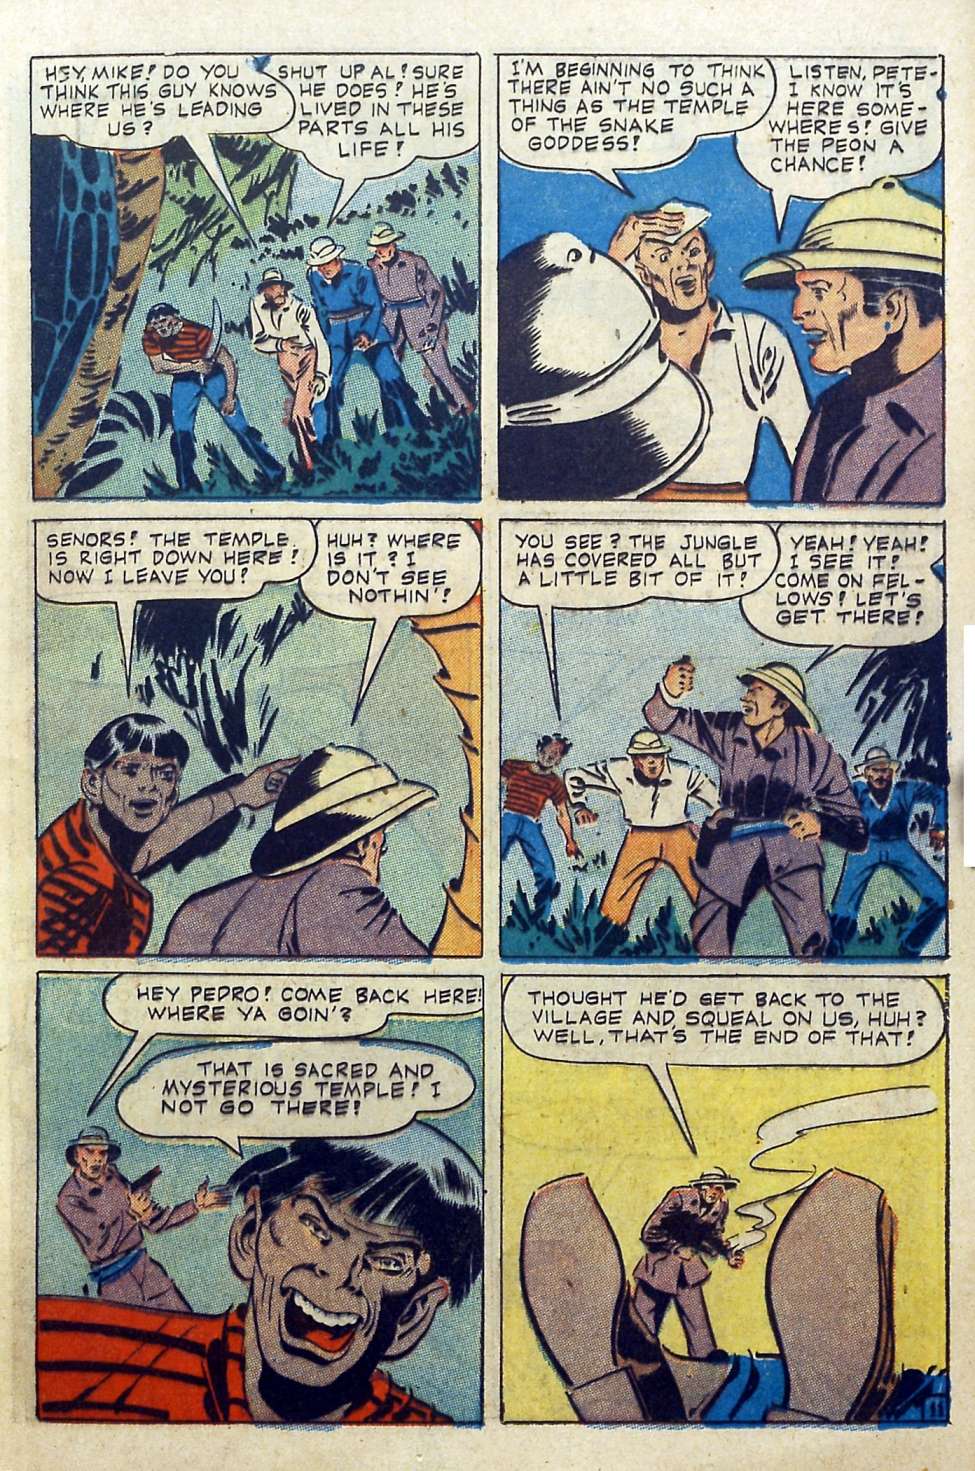 HEY, MIKE! DO YOU
THINK THIS GUY KNOWS
WHERE HE'S LEADING
US?
SHUT UP AL! SURE
HE DOES! HE'S
LIVED IN THESE
PARTS ALL HIS
LIFE!
I'M BEGINNING TO THINK
THERE AIN'T NO SUCH A
THING AS THE TEMPLE
OF THE SNAKE
GODDESS!
LISTEN, PETE-
I KNOW IT'S
HERE SOME-
WHERES! GIVE
THE PEON A
CHANCE!
SENORS! THE TEMPLE
IS RIGHT DOWN HERE!
NOW I LEAVE YOU!
HUH? WHERE
IS IT? I
DON'T SEE
NOTHIN'!
YOU SEE? THE JUNGLE
HAS COVERED ALL BUT
A LITTLE BIT OF IT!
YEAH! YEAH!
I SEE IT!
COME ON FEL-
LOWS! LET'S
GET THERE!
HEY PEDRO! COME BACK HERE!
WHERE YA GOIN'?
THAT IS SACRED AND
MYSTERIOUS TEMPLE! I
NOT GO THERE!
THOUGHT HE'D GET BACK TO THE
VILLAGE AND SQUEAL ON US, HUH?
WELL, THAT'S THE END OF THAT!
11